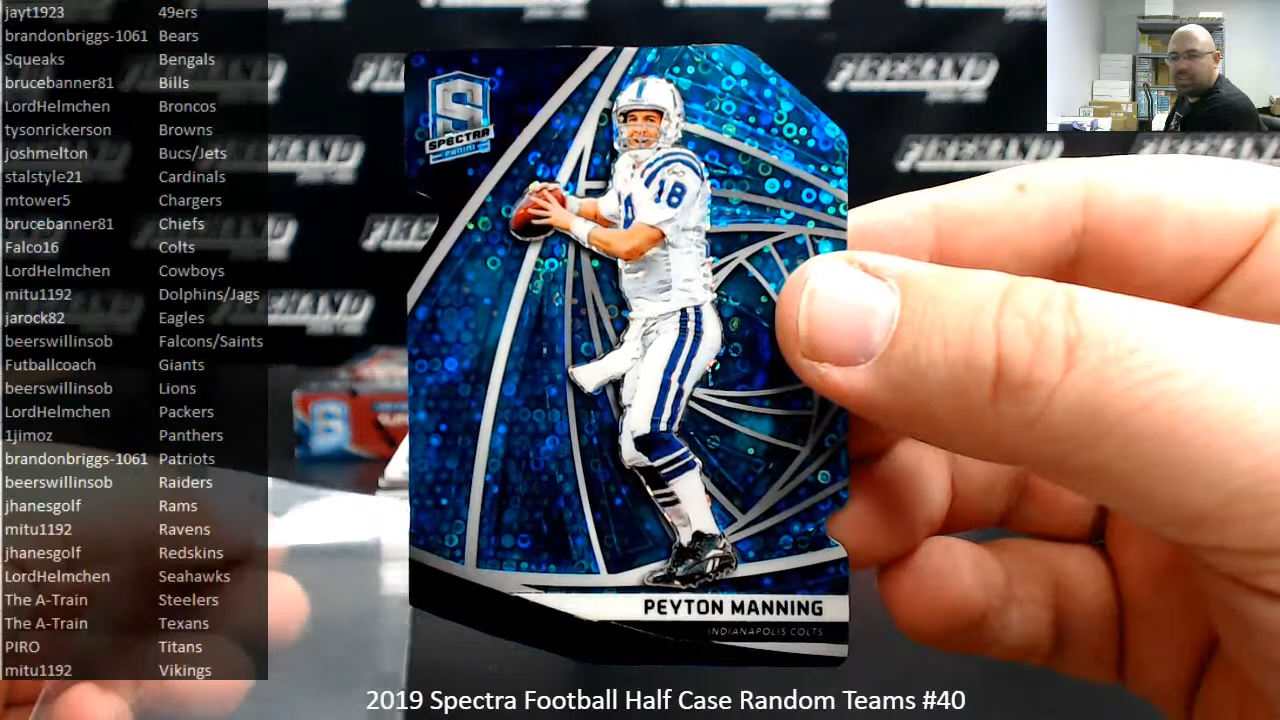 jayt1923 49ers
brandonbriggs-1061 Bears
Squeaks Bengals
brucebanner81 Bills
LordHelmchen Broncos
tysonrickerson Browns
joshmelton Bucs/Jets
stalstyle21 Cardinals
mtower5 Chargers
brucebanner81 Chiefs
Falco16 Colts
LordHelmchen Cowboys
mitu1192 Dolphins/Jags
jarock82 Eagles
beerswillinsob Falcons/Saints
Futballcoach Giants
beerswillinsob Lions
LordHelmchen Packers
1jimoz Panthers
brandonbriggs-1061 Patriots
beerswillinsob Raiders
jhanesgolf Rams
mitu1192 Ravens
jhanesgolf Redskins
LordHelmchen Seahawks
The A-Train Steelers
The A-Train Texans
PIRO Titans
mitu1192 Vikings
S
SPECTRA
PANINI
18
PEYTON MANNING
INDIANAPOLIS COLTS
FIREHAND
2019 Spectra Football Half Case Random Teams #40